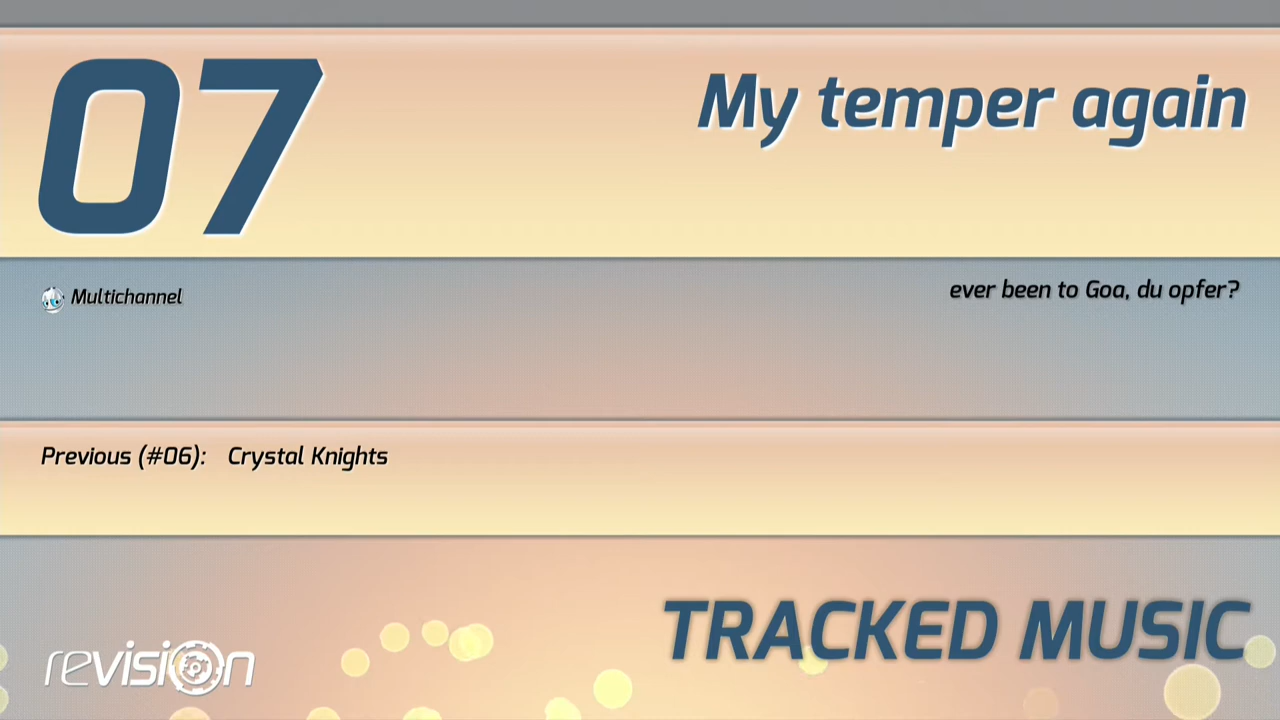 07
My temper again
Multichannel
ever been to Goa, du opfer?
Previous (#06): Crystal Knights
TRACKED MUSIC
revision